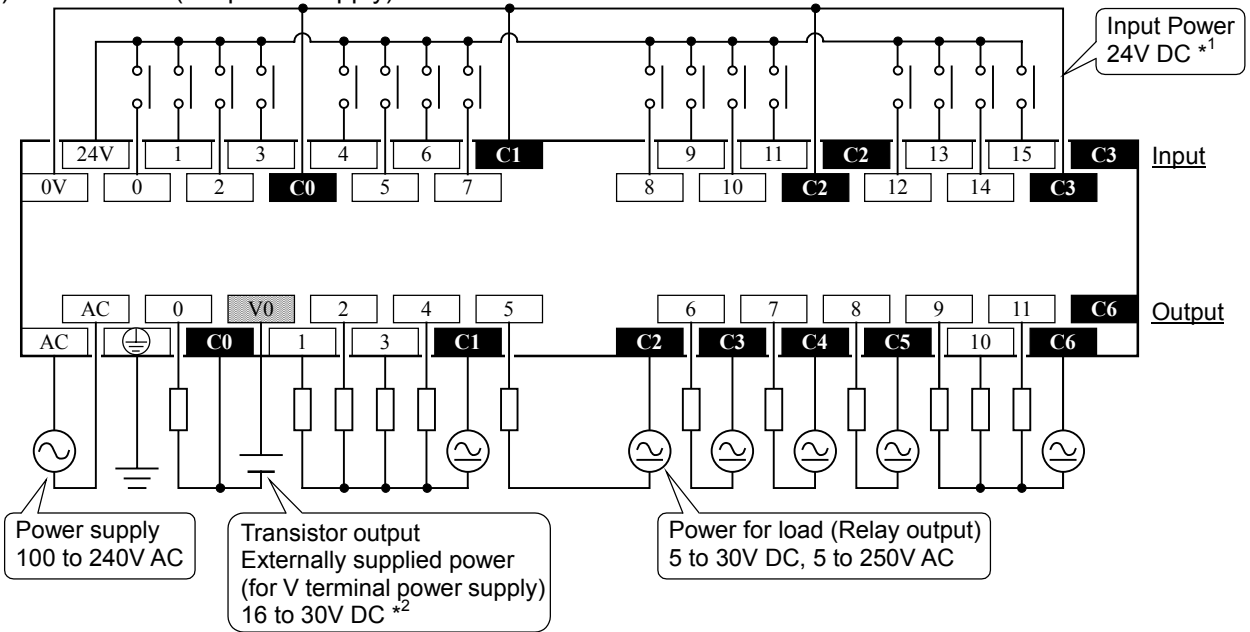 Input Power
24V DC *1
24V 1 3 4 6 C1 9 11 C2 13 15 C3 Input
0V 0 2 C0 5 7 8 10 C2 12 14 C3
AC 0 V0 2 4 5 6 7 8 9 11 C6 Output
AC C0 1 3 C1 C2 C3 C4 C5 10 C6
Power supply
100 to 240V AC
Transistor output
Externally supplied power
(for V terminal power supply)
16 to 30V DC *2
Power for load (Relay output)
5 to 30V DC, 5 to 250V AC